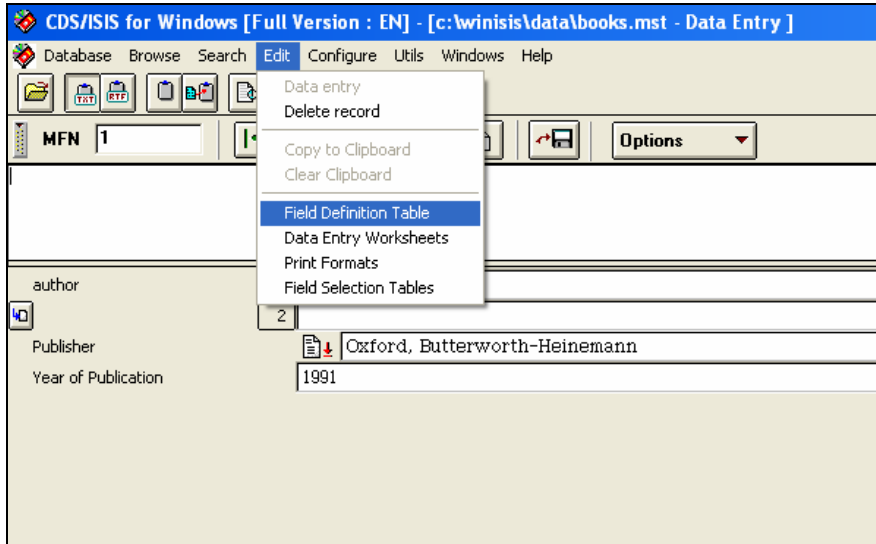 CDS/ISIS for Windows [Full Version : EN] - [c:\winisis\data\books.mst - Data Entry ]
Database Browse Search Edit Configure Utils Windows Help
TXT RTF
Data entry
Delete record
MFN 1 Options
Copy to Clipboard
Clear Clipboard
Field Definition Table
Data Entry Worksheets
Print Formats
Field Selection Tables
author
2
Publisher Oxford, Butterworth-Heinemann
Year of Publication 1991